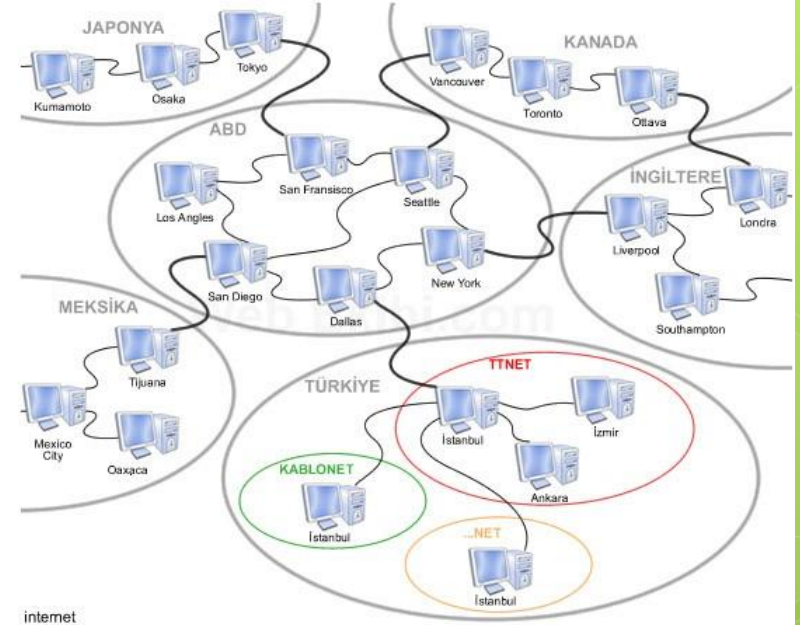 JAPONYA
Kumamoto
Osaka
Tokyo
KANADA
Vancouver
Toronto
Ottava
ABD
San Fransisco
Los Angles
Seattle
San Diego
Dallas
New York
İNGİLTERE
Londra
Liverpool
Southampton
MEKSİKA
Tijuana
Mexico
City
Oaxaca
TÜRKİYE
TTNET
İstanbul
İzmir
Ankara
KABLONET
İstanbul
...NET
İstanbul
internet